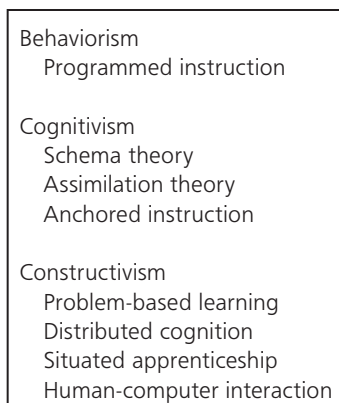 Behaviorism
Programmed instruction
Cognitivism
Schema theory
Assimilation theory
Anchored instruction
Constructivism
Problem-based learning
Distributed cognition
Situated apprenticeship
Human-computer interaction